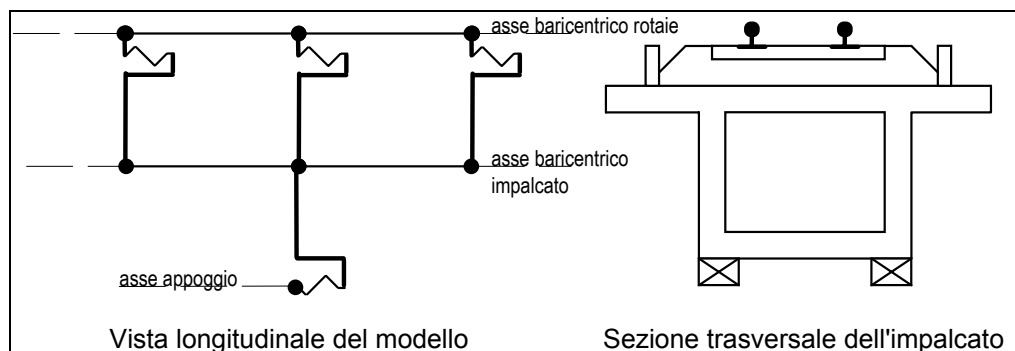 asse baricentrico rotaie
asse baricentrico
impalcato
asse appoggio
Vista longitudinale del modello
Sezione trasversale dell'impalcato